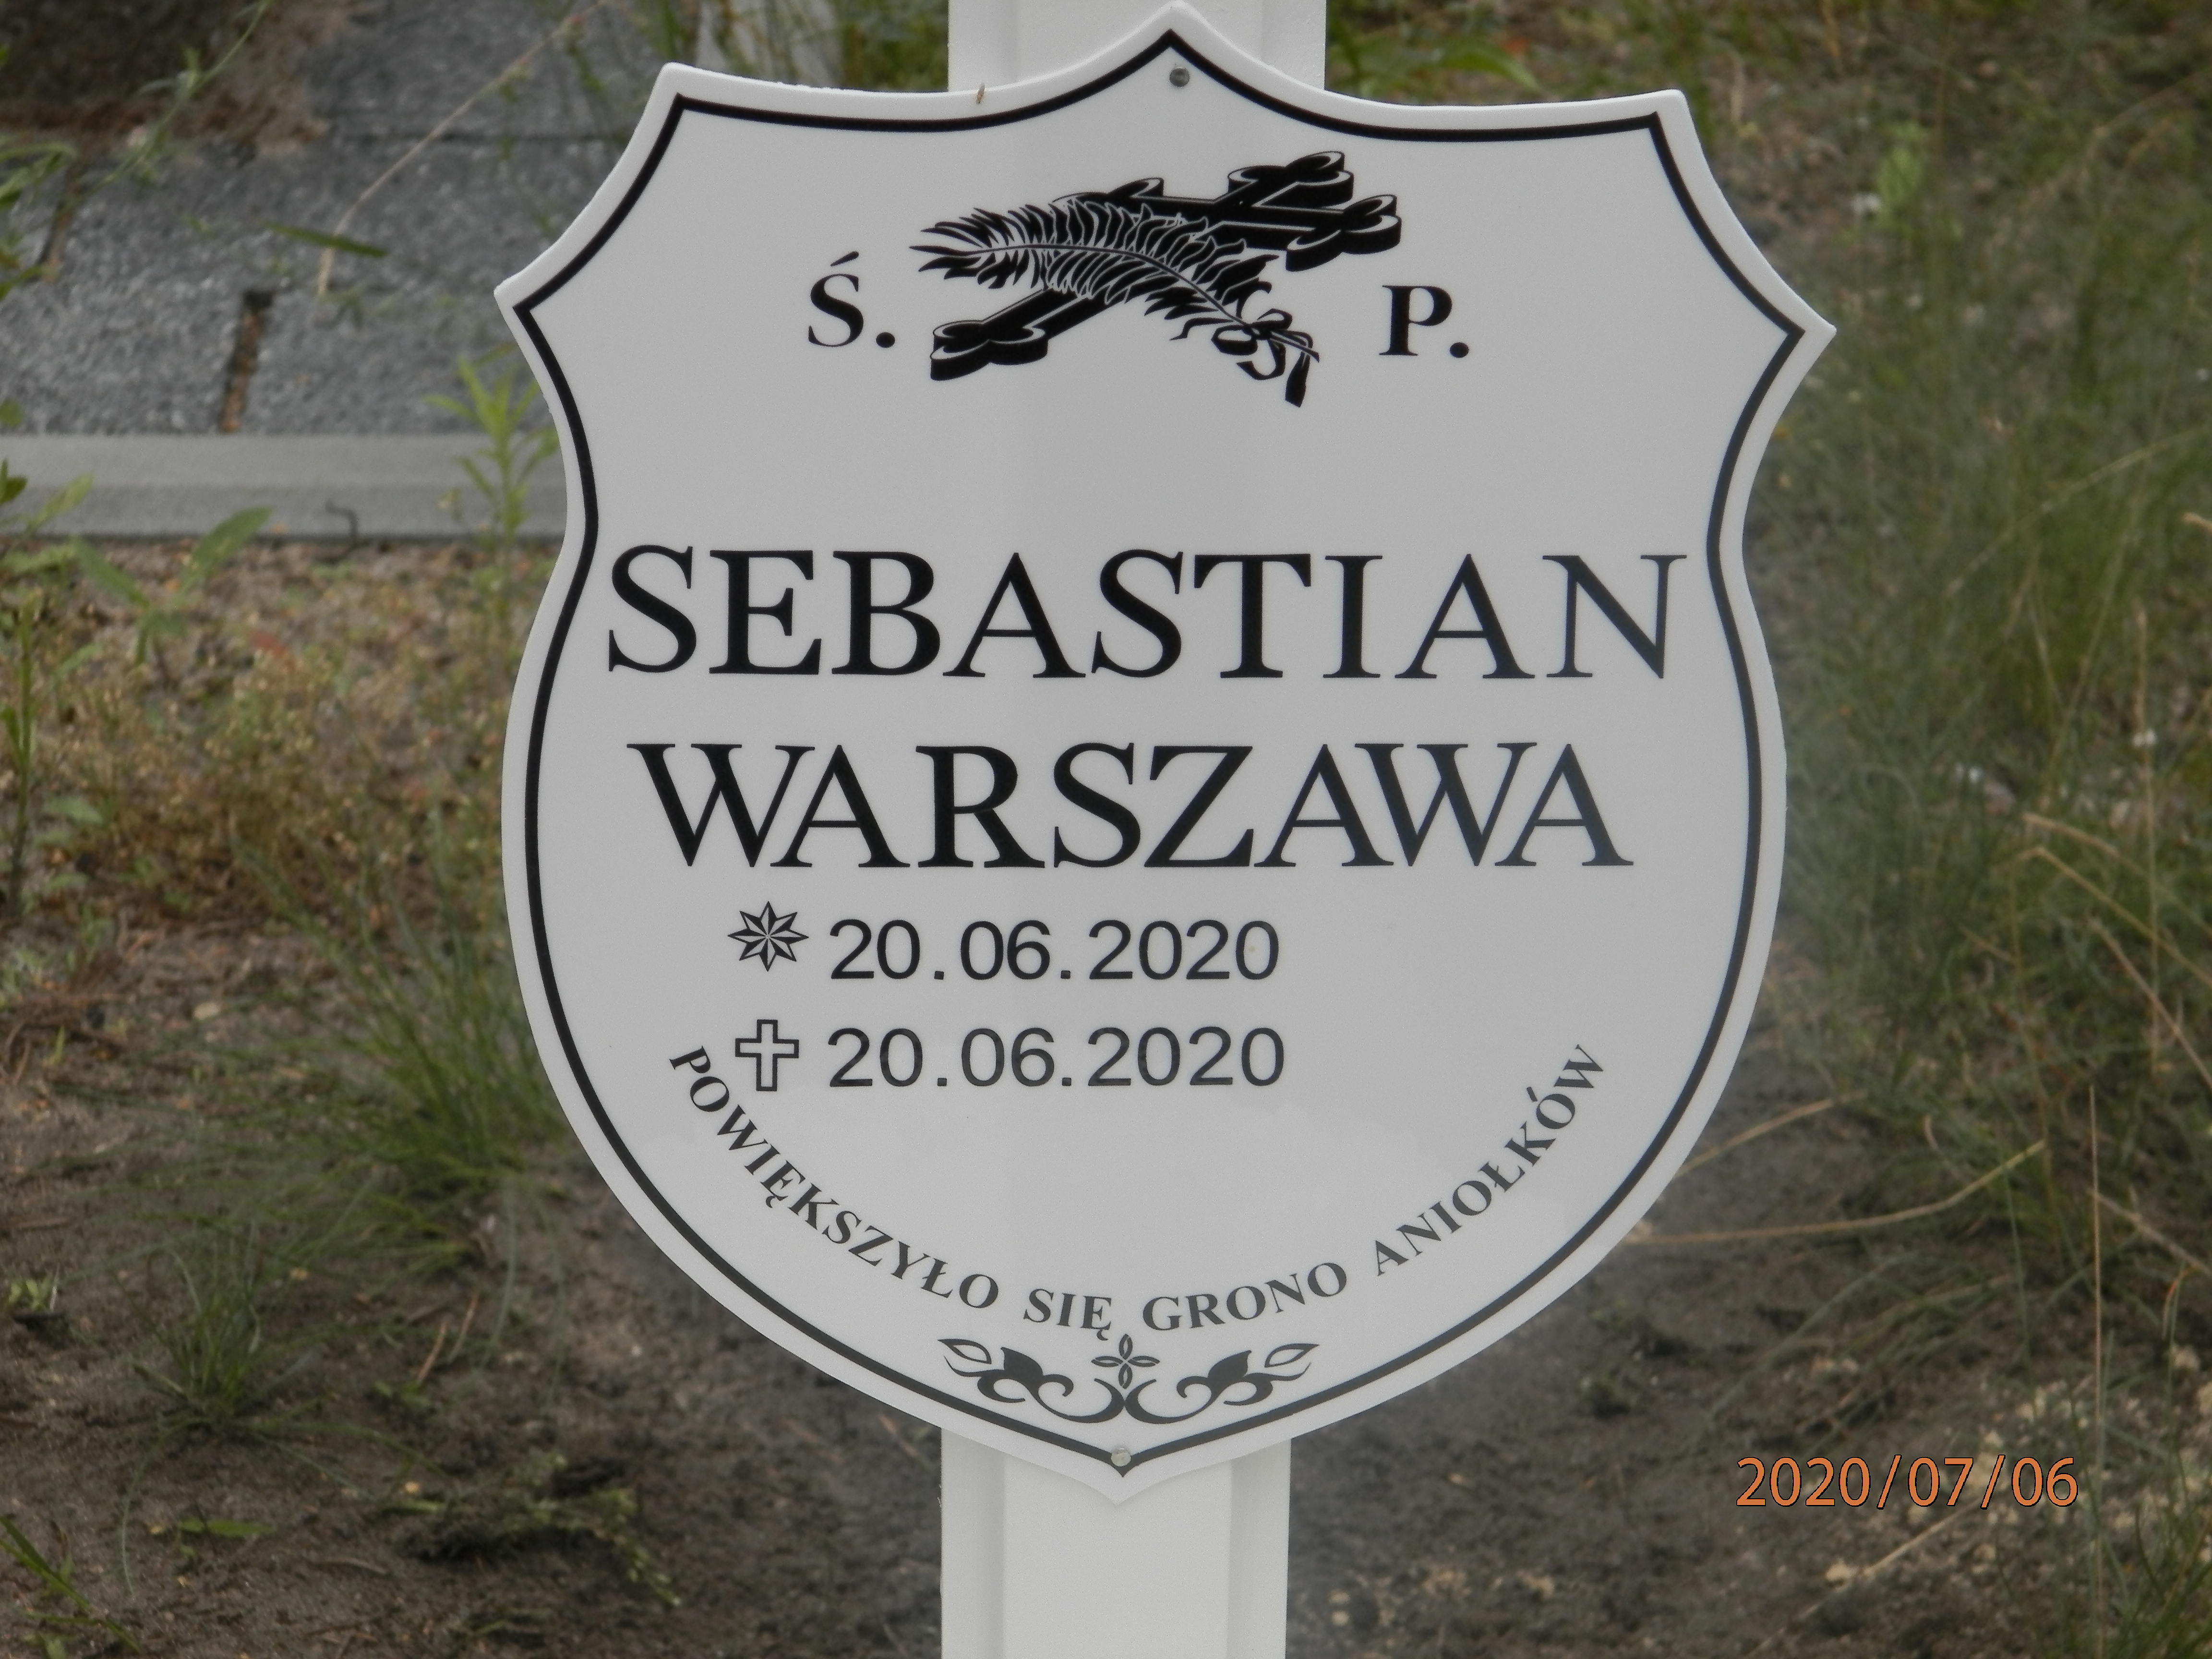 Ś. P.
SEBASTIAN
WARSZAWA
20.06.2020
20.06.2020
POWIĘKSZYŁO SIĘ GRONO ANIOŁKÓW
2020/07/06